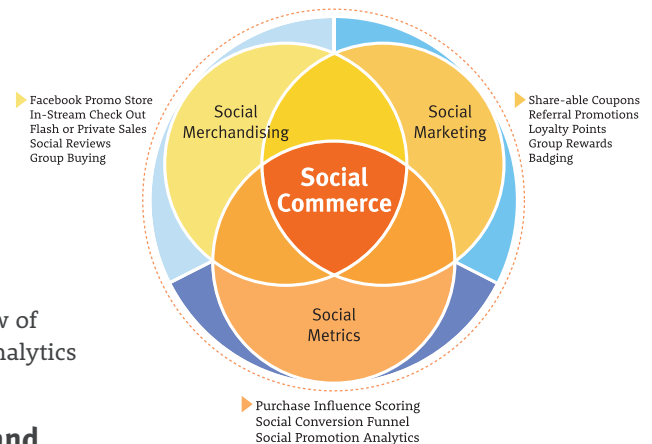 Social
Merchandising
Social
Marketing
Social
Commerce
Social
Metrics
Facebook Promo Store
In-Stream Check Out
Flash or Private Sales
Social Reviews
Group Buying
Share-able Coupons
Referral Promotions
Loyalty Points
Group Rewards
Badging
of
Purchase Influence Scoring
Social Conversion Funnel
Social Promotion Analytics